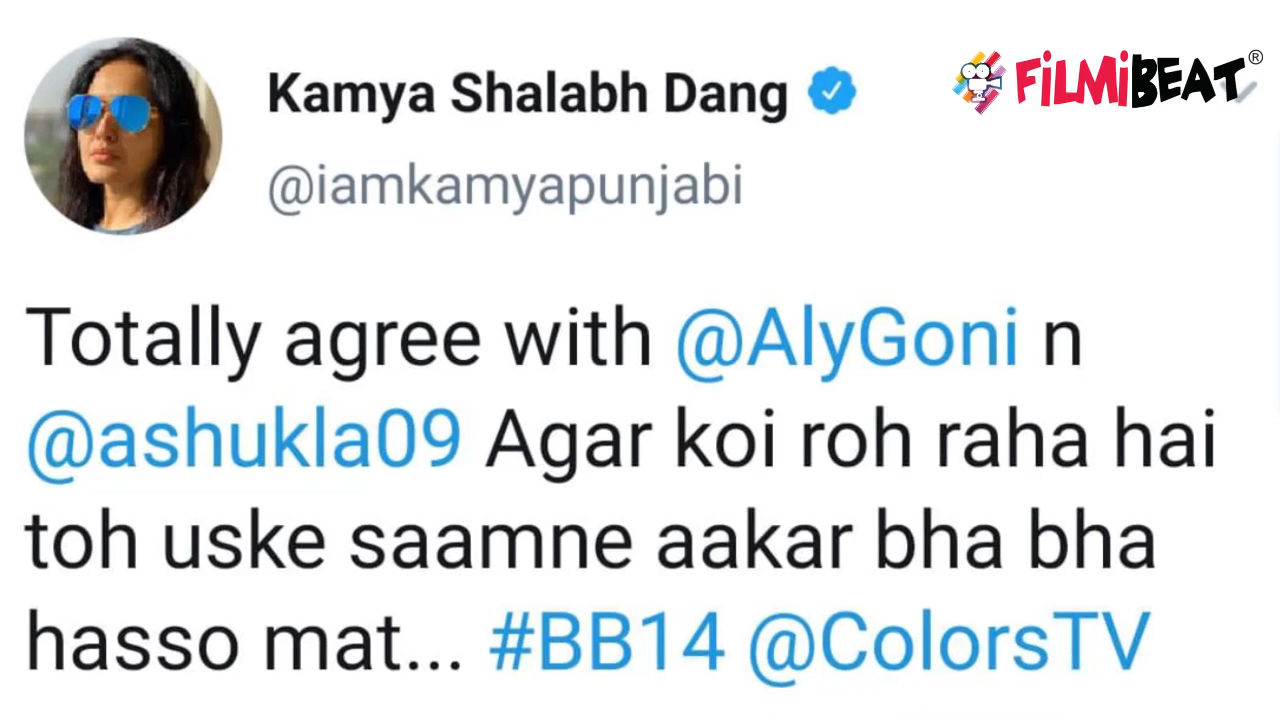 Kamya Shalabh Dang
FiLMiBEAT®
@iamkamyapunjabi
Totally agree with @AlyGoni n
@ashukla09 Agar koi roh raha hai
toh uske saamne aakar bha bha
hasso mat... #BB14 @ColorsTV